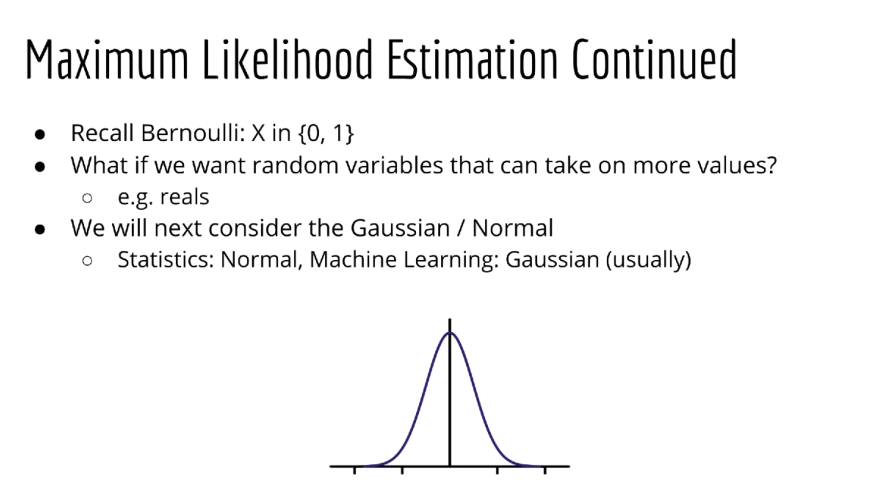 Maximum Likelihood Estimation Continued
● Recall Bernoulli: X in {0, 1}
● What if we want random variables that can take on more values?
○ e.g. reals
● We will next consider the Gaussian / Normal
○ Statistics: Normal, Machine Learning: Gaussian (usually)